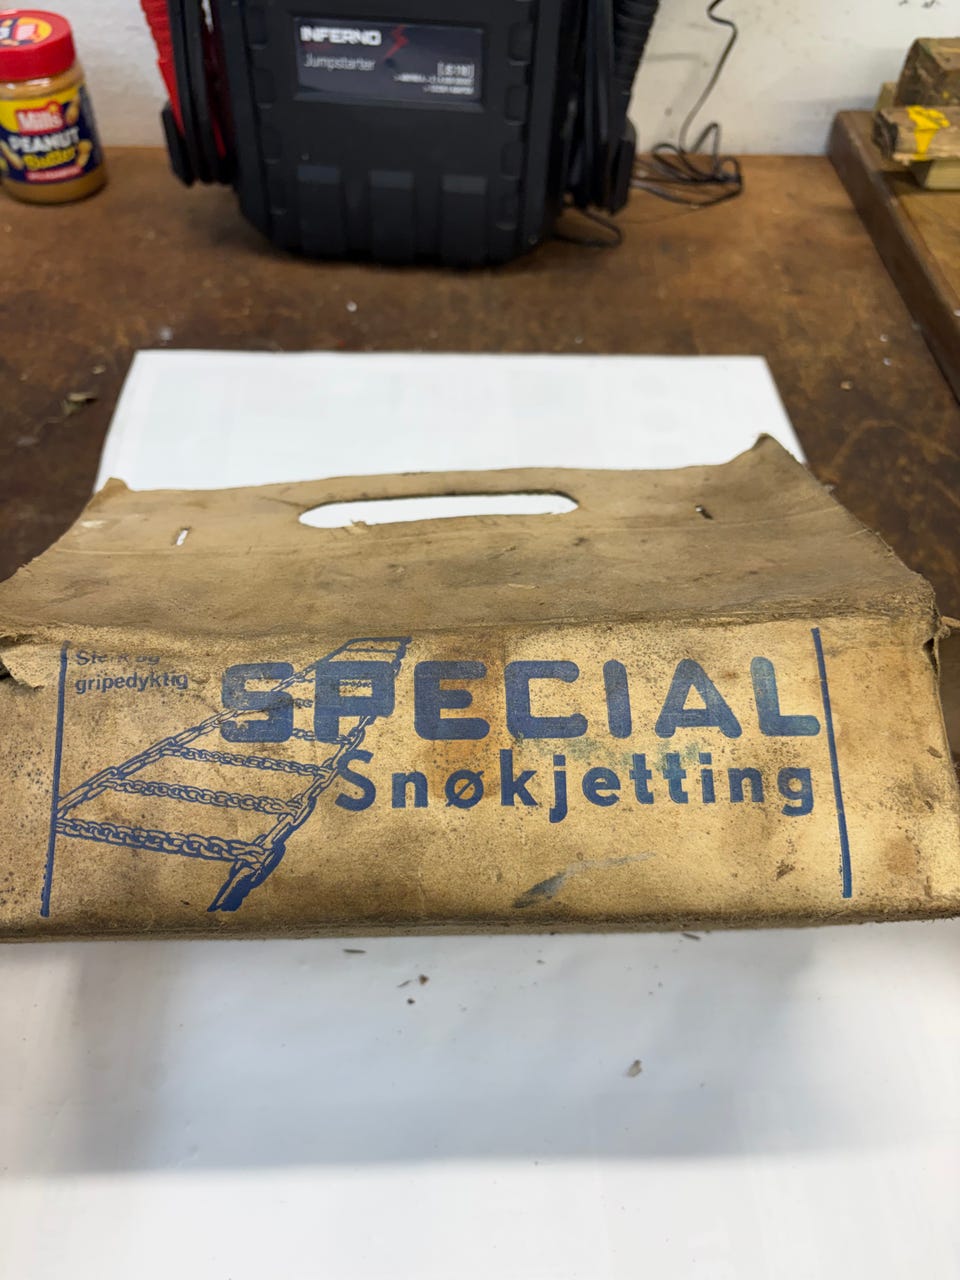 INFERNO
Jumpstarter
Mills
PEANUT
Butter
Sterk og
gripedyktig
SPECIAL
Snøkjetting